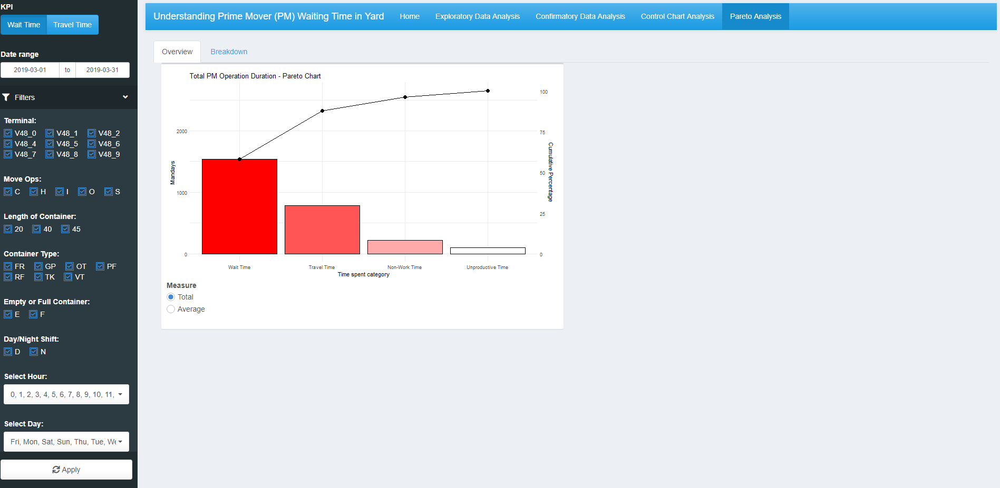 KPI
Wait Time Travel Time
Date range
2019-03-01 to 2019-03-31
Filters
Terminal:
V48_0 V48_1 V48_2
V48_4 V48_5 V48_6
V48_7 V48_8 V48_9
Move Ops:
C H I O S
Length of Container:
20 40 45
Container Type:
FR GP OT PF
RF TK VT
Empty or Full Container:
E F
Day/Night Shift:
D N
Select Hour:
0, 1, 2, 3, 4, 5, 6, 7, 8, 9, 10, 11,
Select Day:
Fri, Mon, Sat, Sun, Thu, Tue, We
Apply
Understanding Prime Mover (PM) Waiting Time in Yard Home Exploratory Data Analysis Confirmatory Data Analysis Control Chart Analysis Pareto Analysis
Overview Breakdown
Total PM Operation Duration - Pareto Chart
Mandays
2000
1000
0
100
75
50
25
0
Cumulative Percentage
Wait Time Travel Time Non-Work Time Unproductive Time
Time spent category
Measure
Total
Average